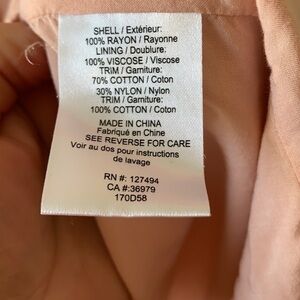 SHELL / Extérieur:
100% RAYON / Rayonne
LINING / Doublure:
100% VISCOSE / Viscose
TRIM / Garniture:
70% COTTON / Coton
30% NYLON / Nylon
TRIM / Garniture:
100% COTTON / Coton
MADE IN CHINA
Fabriqué en Chine
SEE REVERSE FOR CARE
Voir au dos pour instructions
de lavage
RN #: 127494
CA #:36979
170D58